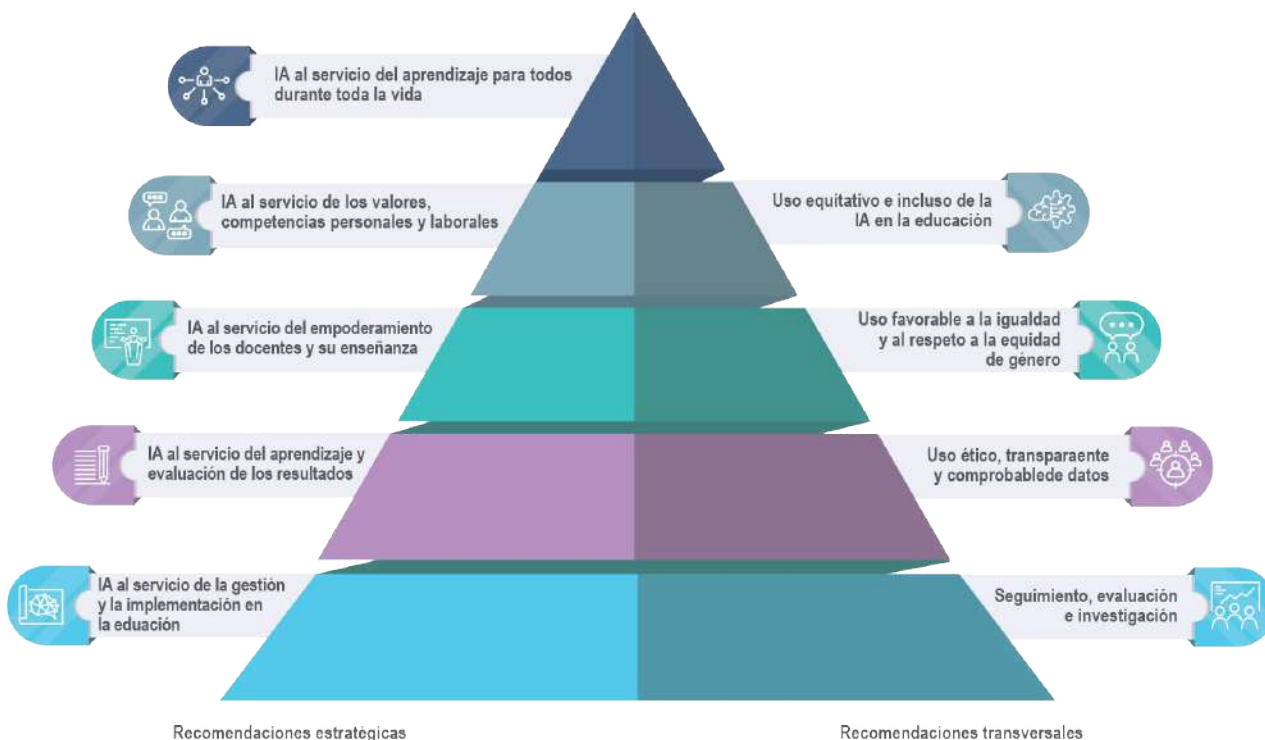 IA al servicio del aprendizaje para todos
durante toda la vida
IA al servicio de los valores,
competencias personales y laborales
Uso equitativo e incluso de la
IA en la educación
IA al servicio del empoderamiento
de los docentes y su enseñanza
Uso favorable a la igualdad
y al respeto a la equidad
de género
IA al servicio del aprendizaje y
evaluación de los resultados
Uso ético, transparaente
y comprobablede datos
IA al servicio de la gestión
y la implementación en
la eduación
Seguimiento, evaluación
e investigación
Recomendaciones estratégicas
Recomendaciones transversales